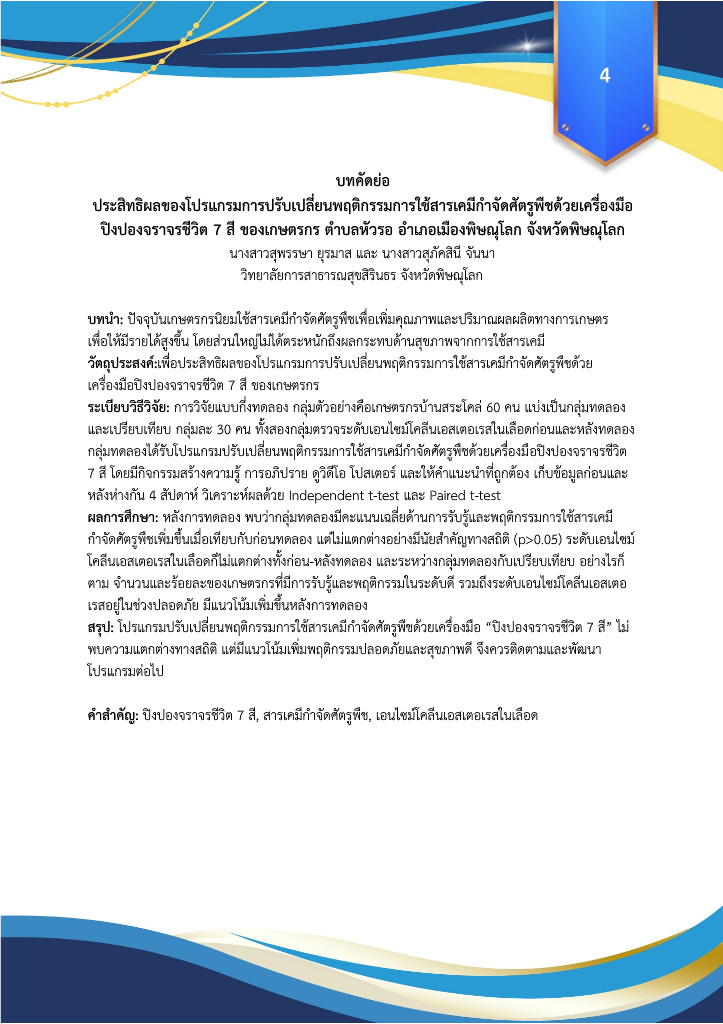 4
บทคัดย่อ
ประสิทธิผลของโปรแกรมการปรับเปลี่ยนพฤติกรรมการใช้สารเคมีกำจัดศัตรูพืชด้วยเครื่องมือ
ปิงปองจราจรชีวิต 7 สี ของเกษตรกร ตำบลหัวรอ อำเภอเมืองพิษณุโลก จังหวัดพิษณุโลก
นางสาวสุพรรษา ยุรมาส และ นางสาวสุภัคสินี จันนา
วิทยาลัยการสาธารณสุขสิรินธร จังหวัดพิษณุโลก
บทนำ: ปัจจุบันเกษตรกรนิยมใช้สารเคมีกำจัดศัตรูพืชเพื่อเพิ่มคุณภาพและปริมาณผลผลิตทางการเกษตร
เพื่อให้มีรายได้สูงขึ้น โดยส่วนใหญ่ไม่ได้ตระหนักถึงผลกระทบด้านสุขภาพจากการใช้สารเคมี
วัตถุประสงค์:เพื่อประสิทธิผลของโปรแกรมการปรับเปลี่ยนพฤติกรรมการใช้สารเคมีกำจัดศัตรูพืชด้วย
เครื่องมือปิงปองจราจรชีวิต 7 สี ของเกษตรกร
ระเบียบวิธีวิจัย: การวิจัยแบบกึ่งทดลอง กลุ่มตัวอย่างคือเกษตรกรบ้านสระโคล่ 60 คน แบ่งเป็นกลุ่มทดลอง
และเปรียบเทียบ กลุ่มละ 30 คน ทั้งสองกลุ่มตรวจระดับเอนไซม์โคลีนเอสเตอเรสในเลือดก่อนและหลังทดลอง
กลุ่มทดลองได้รับโปรแกรมปรับเปลี่ยนพฤติกรรมการใช้สารเคมีกำจัดศัตรูพืชด้วยเครื่องมือปิงปองจราจรชีวิต
7 สี โดยมีกิจกรรมสร้างความรู้ การอภิปราย ดูวิดีโอ โปสเตอร์ และให้คำแนะนำที่ถูกต้อง เก็บข้อมูลก่อนและ
หลังห่างกัน 4 สัปดาห์ วิเคราะห์ผลด้วย Independent t-test และ Paired t-test
ผลการศึกษา: หลังการทดลอง พบว่ากลุ่มทดลองมีคะแนนเฉลี่ยด้านการรับรู้และพฤติกรรมการใช้สารเคมี
กำจัดศัตรูพืชเพิ่มขึ้นเมื่อเทียบกับก่อนทดลอง แต่ไม่แตกต่างอย่างมีนัยสำคัญทางสถิติ (p>0.05) ระดับเอนไซม์
โคลีนเอสเตอเรสในเลือดก็ไม่แตกต่างทั้งก่อน-หลังทดลอง และระหว่างกลุ่มทดลองกับเปรียบเทียบ อย่างไรก็
ตาม จำนวนและร้อยละของเกษตรกรที่มีการรับรู้และพฤติกรรมในระดับดี รวมถึงระดับเอนไซม์โคลีนเอสเตอ
เรสอยู่ในช่วงปลอดภัย มีแนวโน้มเพิ่มขึ้นหลังการทดลอง
สรุป: โปรแกรมปรับเปลี่ยนพฤติกรรมการใช้สารเคมีกำจัดศัตรูพืชด้วยเครื่องมือ “ปิงปองจราจรชีวิต 7 สี” ไม่
พบความแตกต่างทางสถิติ แต่มีแนวโน้มเพิ่มพฤติกรรมปลอดภัยและสุขภาพดี จึงควรติดตามและพัฒนา
โปรแกรมต่อไป
คำสำคัญ: ปิงปองจราจรชีวิต 7 สี, สารเคมีกำจัดศัตรูพืช, เอนไซม์โคลีนเอสเตอเรสในเลือด